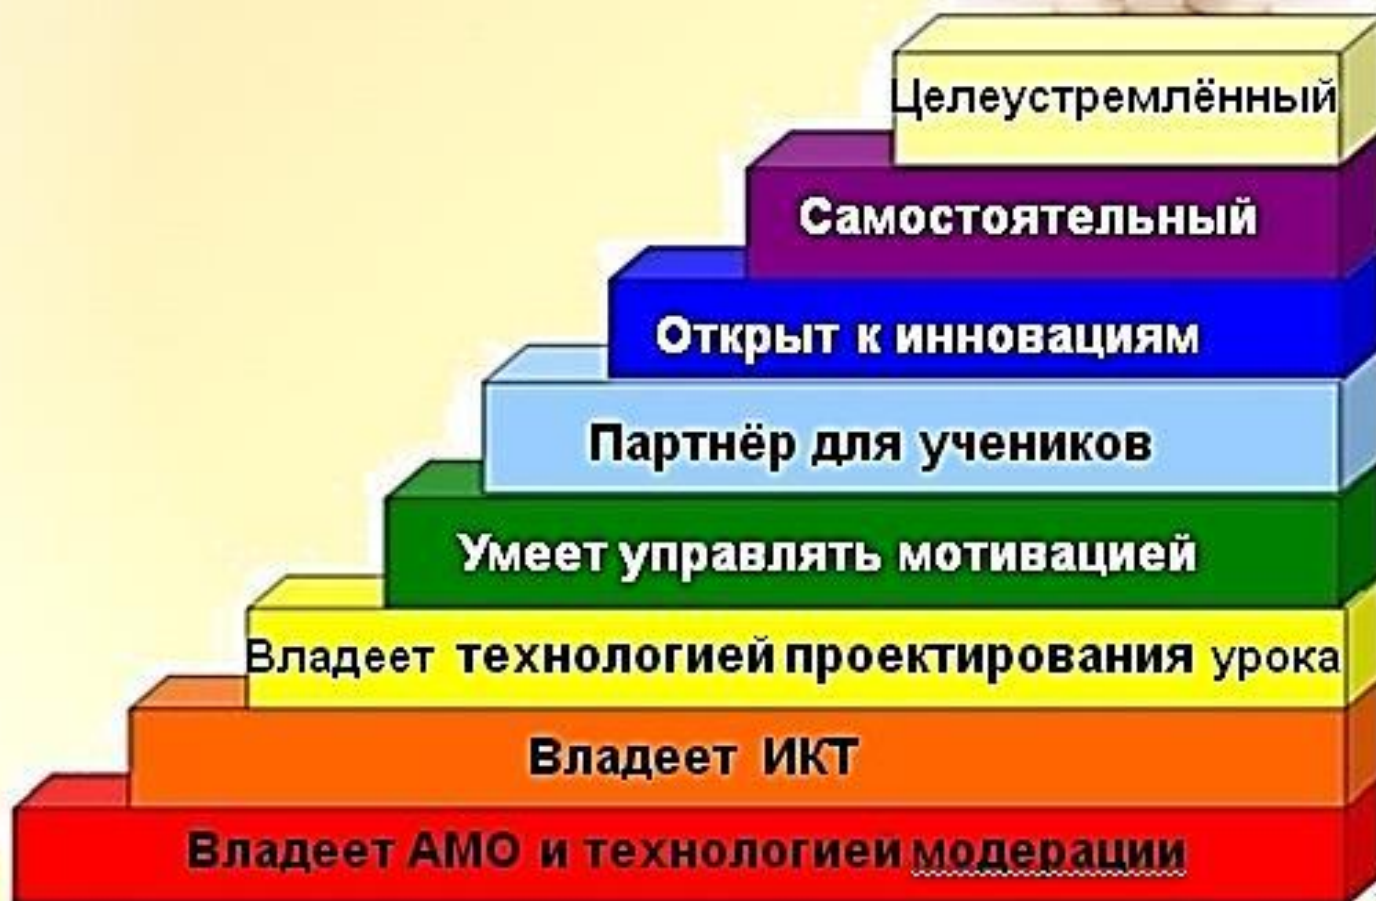 Целеустремлённый
Самостоятельный
Открыт к инновациям
Партнёр для учеников
Умеет управлять мотивацией
Владеет технологией проектирования урока
Владеет ИКТ
Владеет АМО и технологией модерации